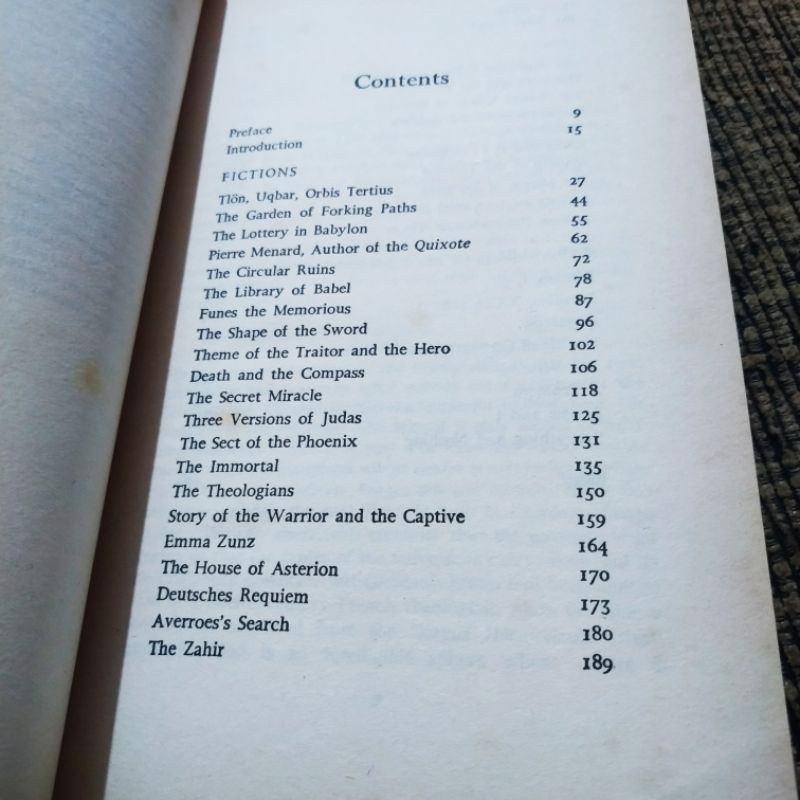 Contents
Preface 9
Introduction 15
FICTIONS
Tlön, Uqbar, Orbis Tertius 27
The Garden of Forking Paths 44
The Lottery in Babylon 55
Pierre Menard, Author of the Quixote 62
The Circular Ruins 72
The Library of Babel 78
Funes the Memorious 87
The Shape of the Sword 96
Theme of the Traitor and the Hero 102
Death and the Compass 106
The Secret Miracle 118
Three Versions of Judas 125
The Sect of the Phoenix 131
The Immortal 135
The Theologians 150
Story of the Warrior and the Captive 159
Emma Zunz 164
The House of Asterion 170
Deutsches Requiem 173
Averroes's Search 180
The Zahir 189